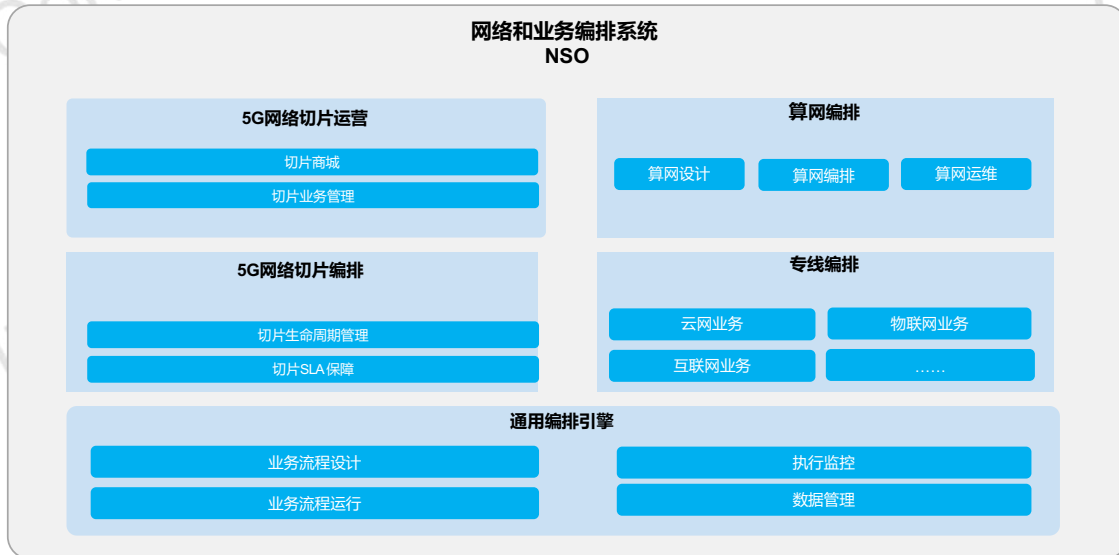 网络和业务编排系统
NSO
5G网络切片运营
切片商城
切片业务管理
算网编排
算网设计
算网编排
算网运维
5G网络切片编排
切片生命周期管理
切片SLA保障
专线编排
云网业务
物联网业务
互联网业务
……
通用编排引擎
业务流程设计
业务流程运行
执行监控
数据管理